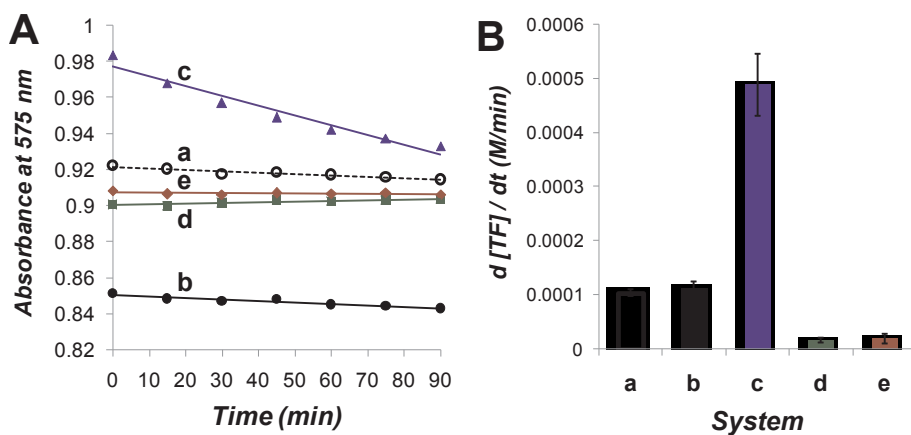 A
Absorbance at 575 nm
1
0.98
0.96
0.94
0.92
0.9
0.88
0.86
0.84
0.82
c
a
e
d
b
0 10 20 30 40 50 60 70 80 90
Time (min)
B
d [TF] / dt (M/min)
0.0006
0.0005
0.0004
0.0003
0.0002
0.0001
0
a b c d e
System